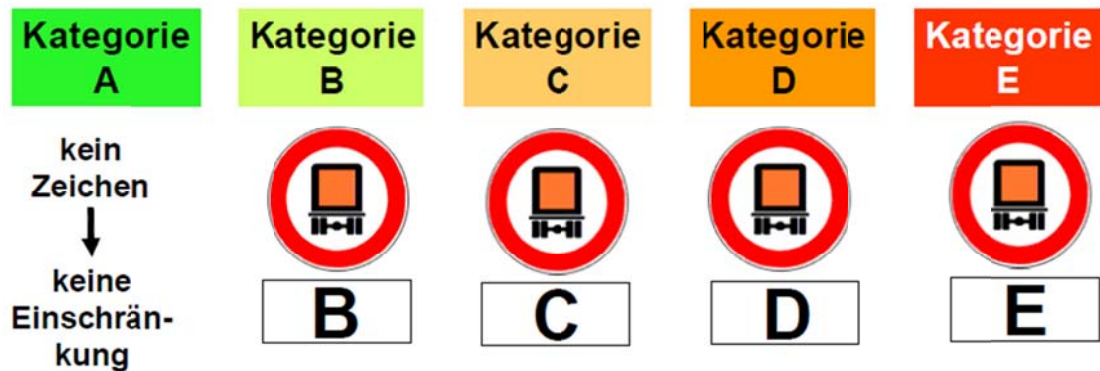 Kategorie
A
Kategorie
B
Kategorie
C
Kategorie
D
Kategorie
E
kein
Zeichen
keine
Einschrän-
kung
B
C
D
E